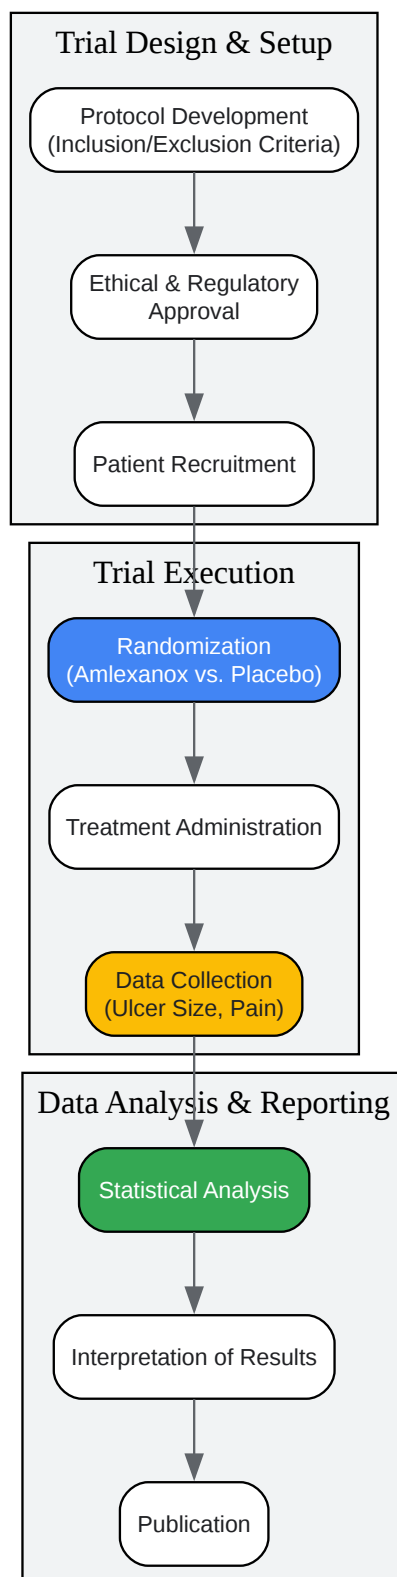 Trial Design & Setup
Protocol Development
(Inclusion/Exclusion Criteria)
Ethical & Regulatory
Approval
Patient Recruitment
Trial Execution
Randomization
(Amlexanox vs. Placebo)
Treatment Administration
Data Collection
(Ulcer Size, Pain)
Data Analysis & Reporting
Statistical Analysis
Interpretation of Results
Publication